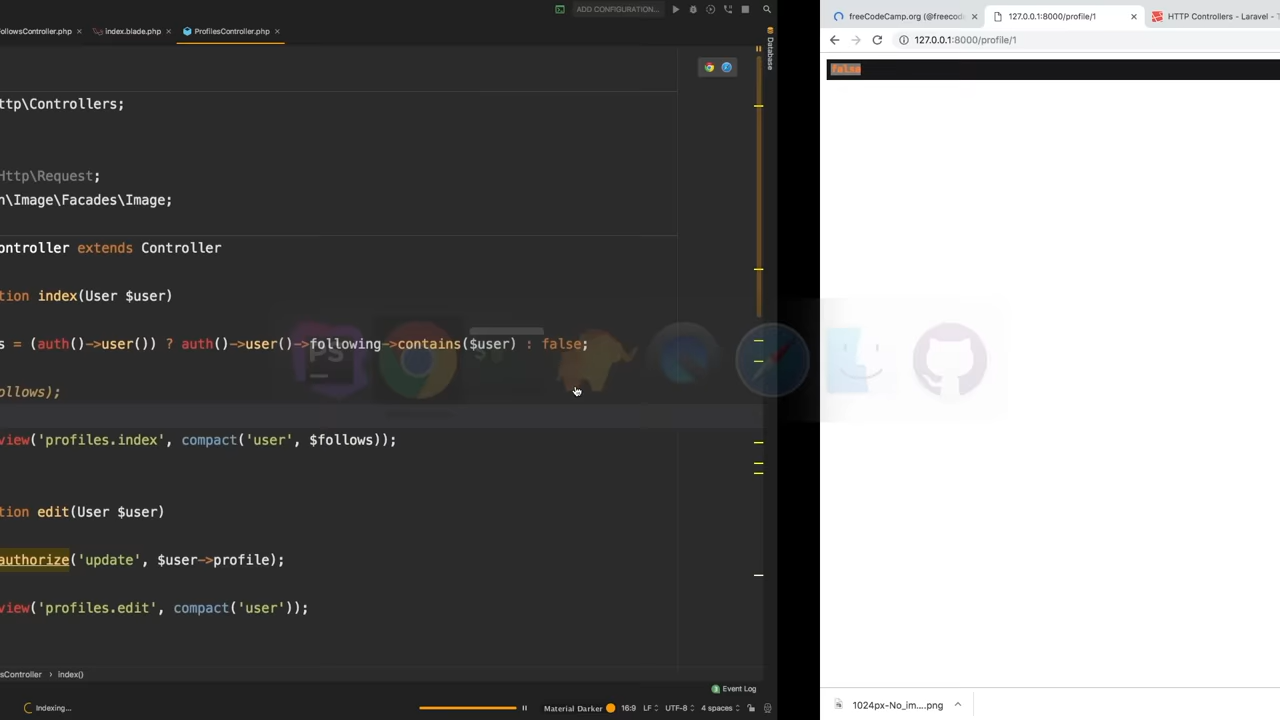 ADD CONFIGURATION...
ollowsController.php
index.blade.php
ProfilesController.php
Database
ttp\Controllers;
Http\Request;
n\Image\Facades\Image;
ontroller extends Controller
tion index(User $user)
s = (auth()->user()) ? auth()->user()->following->contains($user) : false;
ollows);
view('profiles.index', compact('user', $follows));
tion edit(User $user)
authorize('update', $user->profile);
view('profiles.edit', compact('user'));
sController › index()
Event Log
Indexing...
Material Darker
16:9
LF
UTF-8
4 spaces
PS
freeCodeCamp.org (@freecoc
127.0.0.1:8000/profile/1
HTTP Controllers - Laravel - T
127.0.0.1:8000/profile/1
false
1024px-No_im....png